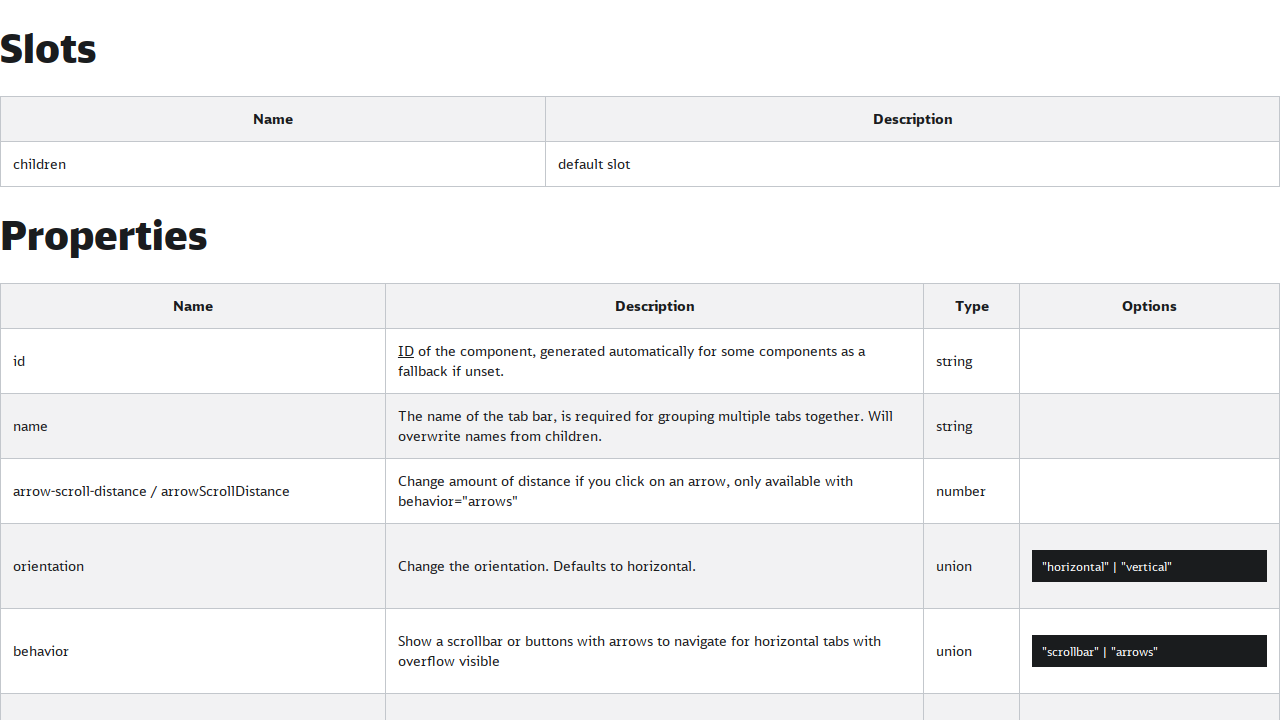 Slots
Name Description
children default slot
Properties
Name Description Type Options
id
ID of the component, generated automatically for some components as a
fallback if unset.
string
name
The name of the tab bar, is required for grouping multiple tabs together. Will
overwrite names from children.
string
arrow-scroll-distance / arrowScrollDistance
Change amount of distance if you click on an arrow, only available with
behavior="arrows"
number
orientation Change the orientation. Defaults to horizontal. union "horizontal" | "vertical"
behavior
Show a scrollbar or buttons with arrows to navigate for horizontal tabs with
overflow visible
union
"scrollbar" | "arrows"